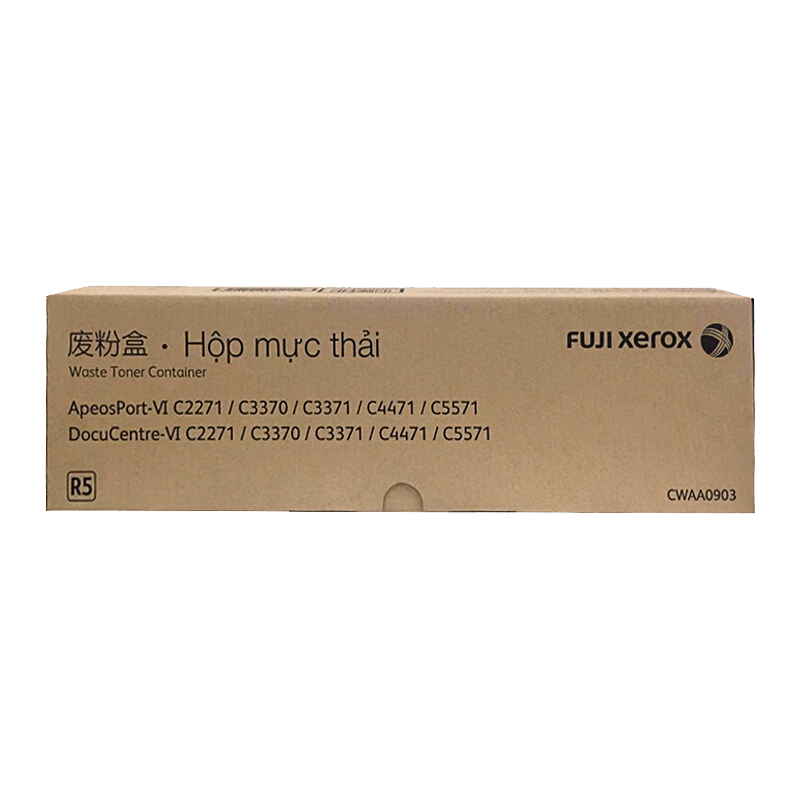 废粉盒 · Hộp mực thải
Waste Toner Container
FUJI xerox
ApeosPort-VI C2271 / C3370 / C3371 / C4471 / C5571
DocuCentre-VI C2271 / C3370 / C3371 / C4471 / C5571
R5
CWAA0903